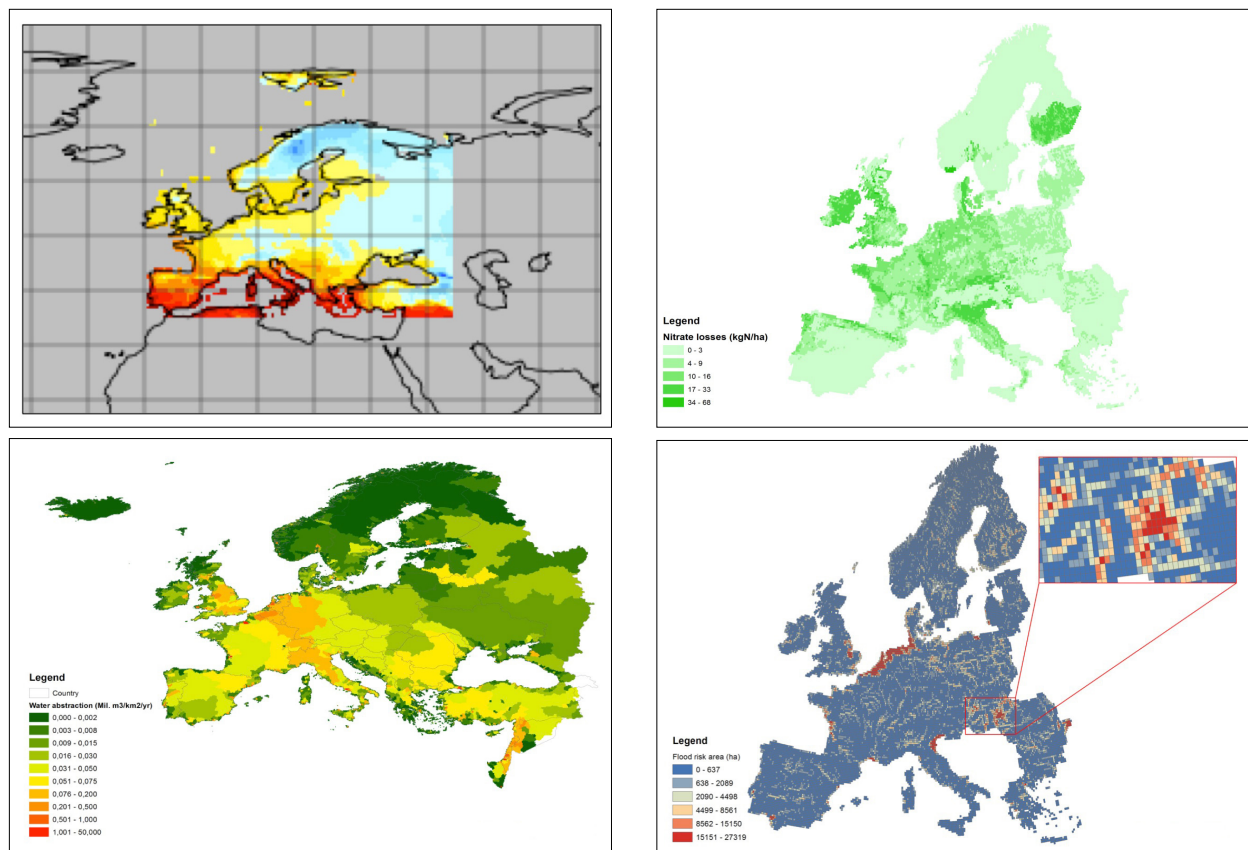 Legend
Nitrate losses (kgN/ha)
0 - 3
4 - 9
10 - 16
17 - 33
34 - 68
Legend
Country
Water abstraction (Mil. m3/km2/yr)
0,000 - 0,002
0,003 - 0,008
0,009 - 0,015
0,016 - 0,030
0,031 - 0,050
0,051 - 0,075
0,076 - 0,200
0,201 - 0,500
0,501 - 1,000
1,001 - 50,000
Legend
Flood risk area (ha)
0 - 637
638 - 2089
2090 - 4498
4499 - 8561
8562 - 15150
15151 - 27319